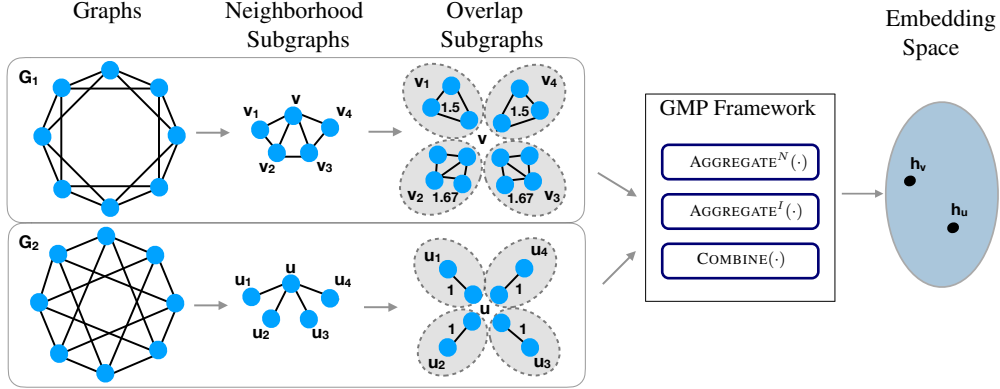 Graphs
Neighborhood
Subgraphs
Overlap
Subgraphs
Embedding
Space
G1
v1
v
v4
v2
v3
v1
v4
1.5
1.5
v
v2
1.67
1.67
v3
GMP Framework
AGGREGATE^N(·)
AGGREGATE^I(·)
COMBINE(·)
hv
hu
G2
u1
u
u4
u2
u3
u1
u4
1
1
u
1
1
u2
u3